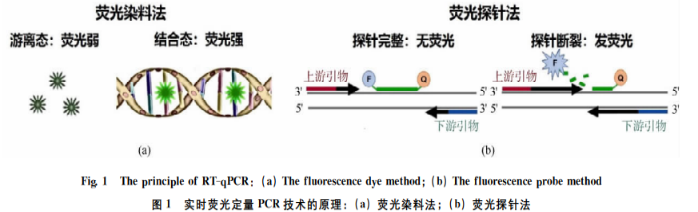 荧光染料法
荧光探针法
游离态：荧光弱
结合态：荧光强
探针完整：无荧光
探针断裂：发荧光
上游引物
F
Q
3'
5'
5'
3'
下游引物
上游引物
F
Q
3'
5'
5'
3'
下游引物
(a)
(b)
Fig. 1 The principle of RT-qPCR; (a) The fluorescence dye method; (b) The fluorescence probe method
图 1 实时荧光定量 PCR 技术的原理：(a) 荧光染料法；(b) 荧光探针法